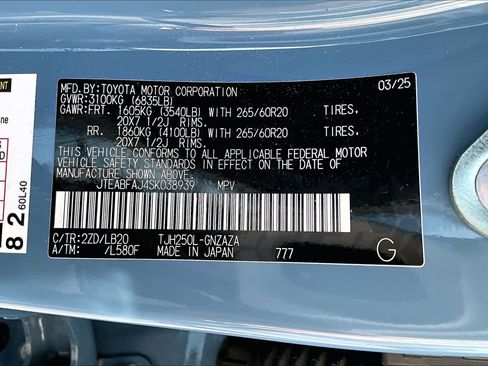 MFD. BY: TOYOTA MOTOR CORPORATION 03/25
GVWR: 3100KG (6835LB)
GAWR: FRT. 1605KG (3540LB) WITH 265/60R20 TIRES.
20X7 1/2J RIMS.
RR. 1860KG (4100LB) WITH 265/60R20 TIRES.
20X7 1/2J RIMS.
THIS VEHICLE CONFORMS TO ALL APPLICABLE FEDERAL MOTOR
VEHICLE SAFETY STANDARDS IN EFFECT ON THE DATE OF
MANUFACTURE SHOWN ABOVE.
JTEABFAJ4SK038939 MPV
C/TR: 2ZD/LB20 TJH250L-GNZAZA
A/TM: /L580F MADE IN JAPAN 777
G
82
60L40